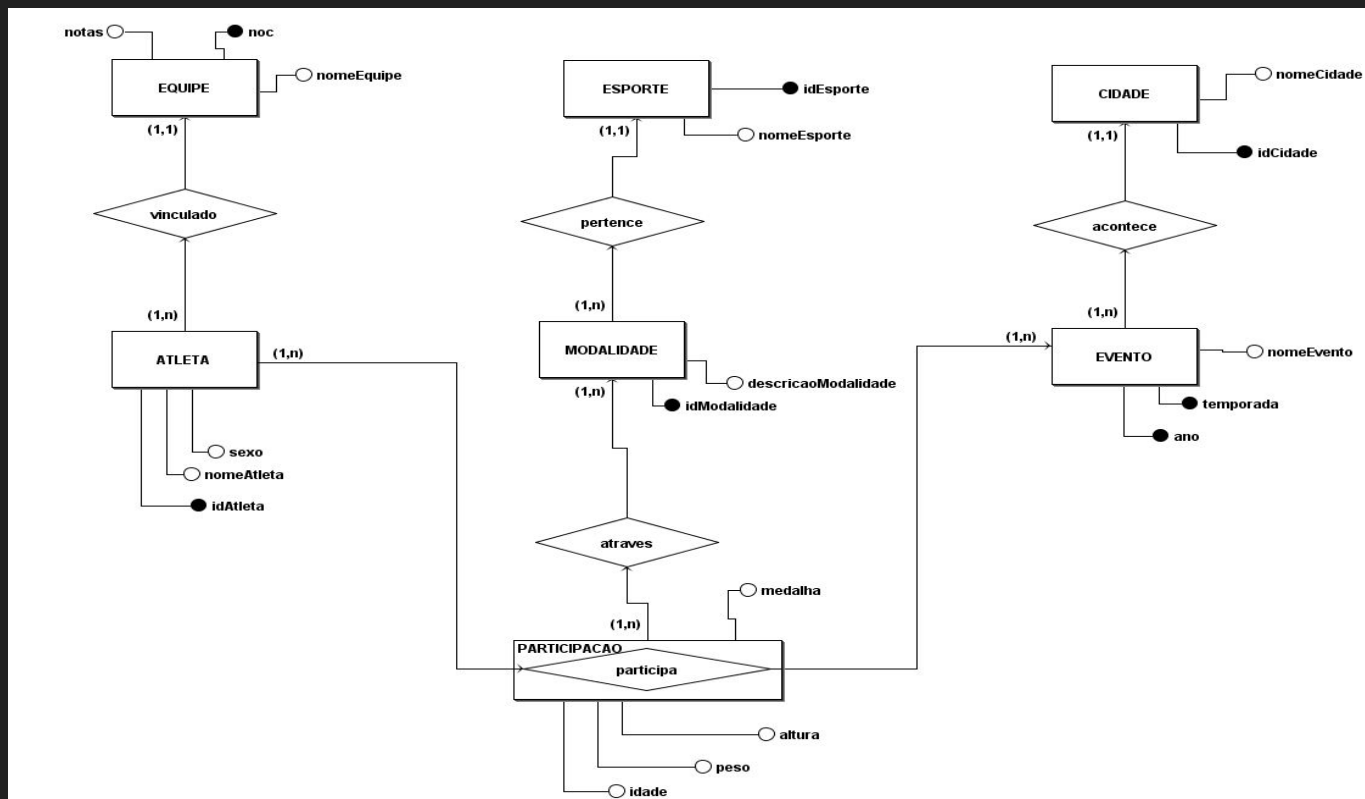 notas
noc
nomeEquipe
EQUIPE
(1,1)
vinculado
(1,n)
ATLETA
(1,n)
sexo
nomeAtleta
idAtleta
ESPORTE
idEsporte
nomeEsporte
(1,1)
pertence
(1,n)
MODALIDADE
descricaoModalidade
idModalidade
(1,n)
atraves
(1,n)
medalha
PARTICIPACAO
participa
altura
peso
idade
nomeCidade
CIDADE
idCidade
(1,1)
acontece
(1,n)
(1,n)
EVENTO
nomeEvento
temporada
ano